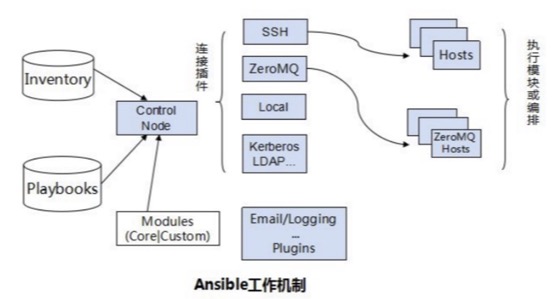 Inventory
Playbooks
Control
Node
Modules
(Core|Custom)
连接插件
SSH
ZeroMQ
Local
Kerberos
LDAP...
Email/Logging
...
Plugins
Hosts
ZeroMQ
Hosts
执行模块或编排
Ansible工作机制